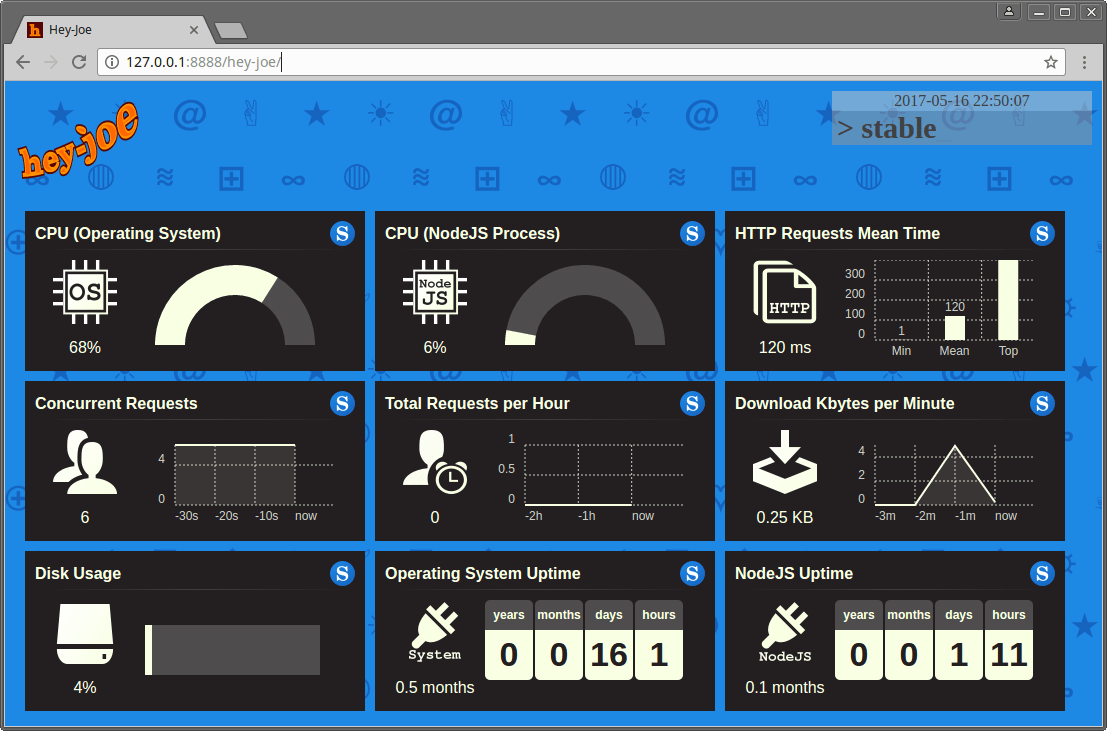 Hey-Joe
127.0.0.1:8888/hey-joe/
hey-joe
2017-05-16 22:50:07
> stable
CPU (Operating System) S
OS
68%
CPU (NodeJS Process) S
Node
JS
6%
HTTP Requests Mean Time S
HTTP
120 ms
300
200
100
0
1
120
Min Mean Top
Concurrent Requests S
6
4
0
-30s -20s -10s now
Total Requests per Hour S
0
1
0.5
0
-2h -1h now
Download Kbytes per Minute S
0.25 KB
4
2
0
-3m -2m -1m now
Disk Usage S
4%
Operating System Uptime S
System
0.5 months
years months days hours
0 0 16 1
NodeJS Uptime S
NodeJS
0.1 months
years months days hours
0 0 1 11